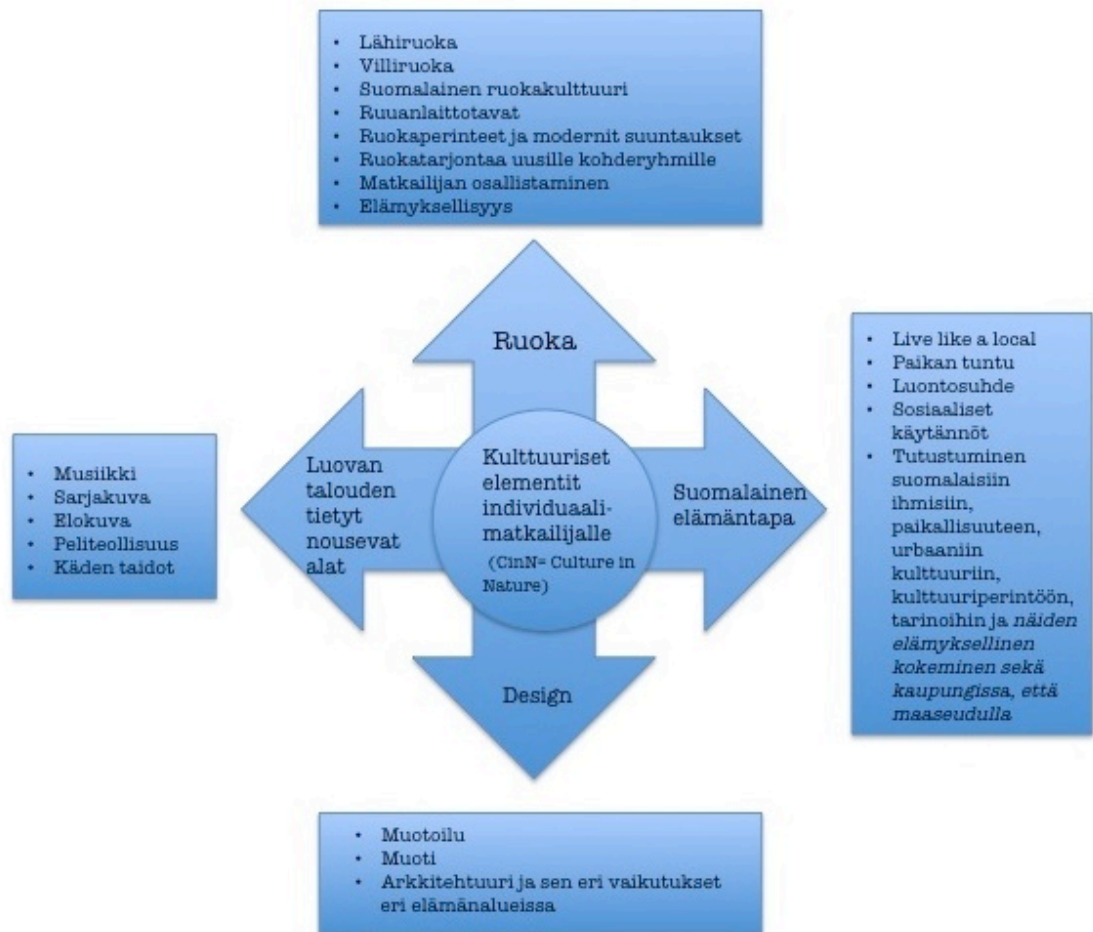 • Lähiruoka
• Villiruoka
• Suomalainen ruokakulttuuri
• Ruuanlaittotavat
• Ruokaperinteet ja modernit suuntaukset
• Ruokatarjontaa uusille kohderyhmille
• Matkailijan osallistaminen
• Elämyksellisyys
Ruoka
• Musiikki
• Sarjakuva
• Elokuva
• Peliteollisuus
• Käden taidot
Luovan
talouden
tietyt
nousevat
alat
Kulttuuriset
elementit
individuaali-
matkailijalle
(CinN= Culture in
Nature)
Suomalainen
elämäntapa
• Live like a local
• Paikan tuntu
• Luontosuhde
• Sosiaaliset
käytännöt
• Tutustuminen
suomalaisiin
ihmisiin,
paikallisuuteen,
urbaaniin
kulttuuriin,
kulttuuriperintöön,
tarinoihin ja näiden
elämyksellinen
kokeminen sekä
kaupungissa, että
maaseudulla
Design
• Muotoilu
• Muoti
• Arkkitehtuuri ja sen eri vaikutukset
eri elämänalueissa